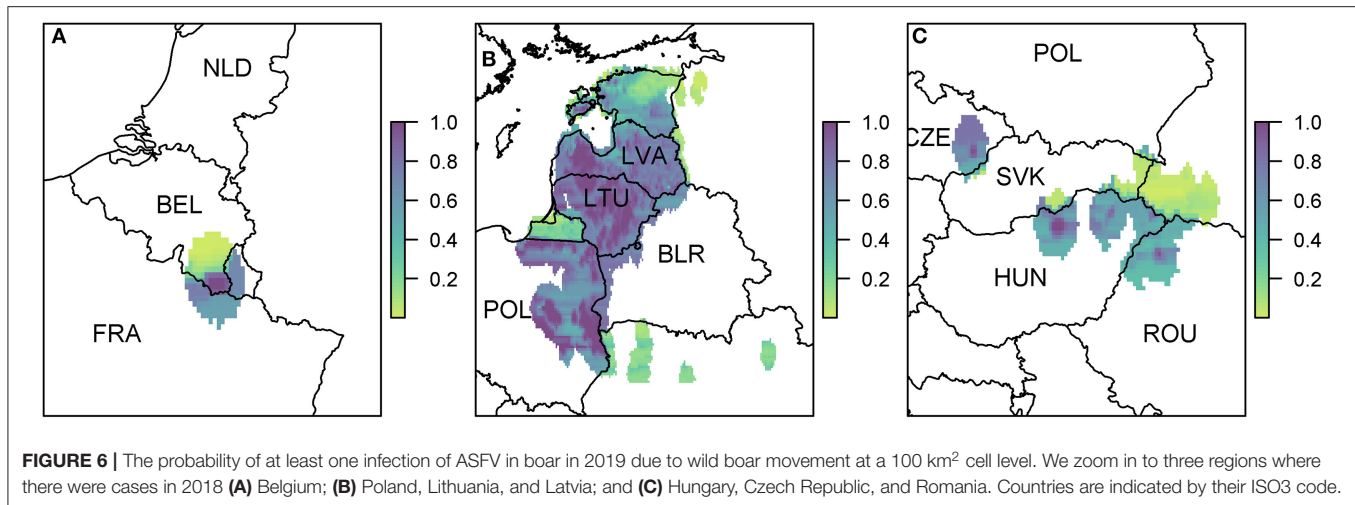 A
NLD
BEL
FRA
1.0
0.8
0.6
0.4
0.2
B
LVA
LTU
BLR
POL
1.0
0.8
0.6
0.4
0.2
C
POL
CZE
SVK
HUN
ROU
1.0
0.8
0.6
0.4
0.2
FIGURE 6 | The probability of at least one infection of ASFV in boar in 2019 due to wild boar movement at a 100 km² cell level. We zoom in to three regions where
there were cases in 2018 (A) Belgium; (B) Poland, Lithuania, and Latvia; and (C) Hungary, Czech Republic, and Romania. Countries are indicated by their ISO3 code.